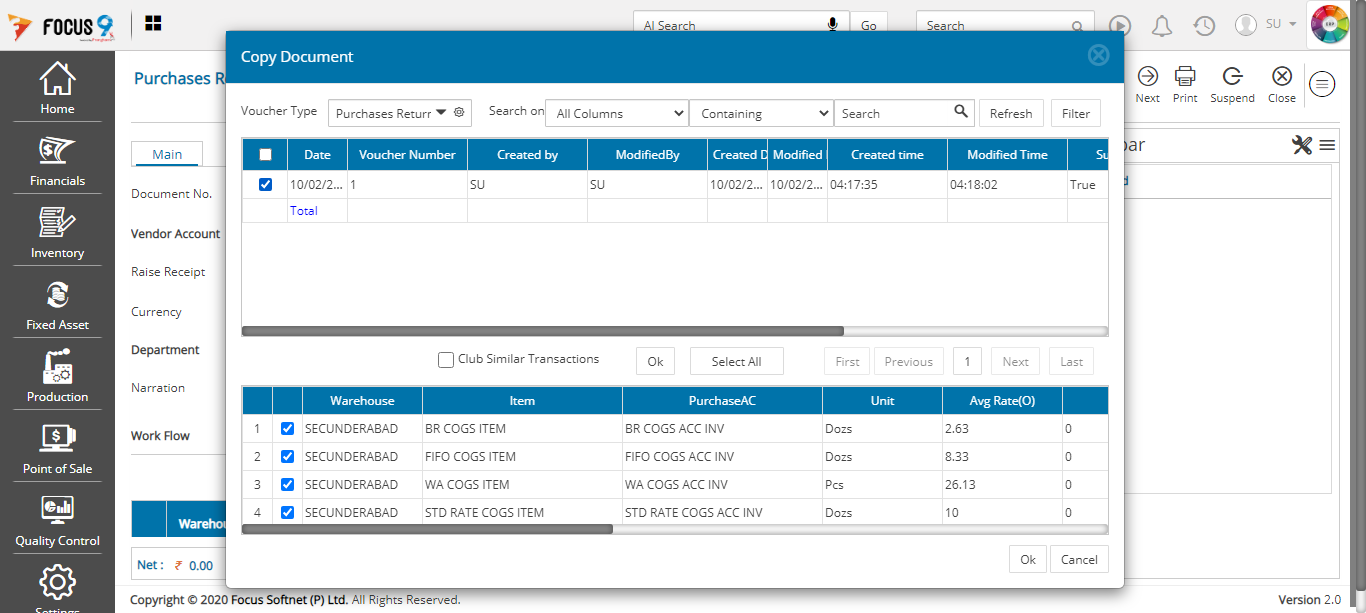 FOCUS 9
AI Search
Go
Search
SU
Home
Financials
Inventory
Fixed Asset
Production
Point of Sale
Quality Control
Settings
Purchases R
Next
Print
Suspend
Close
Main
Document No.
Vendor Account
Raise Receipt
Currency
Department
Narration
Work Flow
Warehou
Net : ₹ 0.00
Copy Document
Voucher Type
Purchases Return
Search on
All Columns
Containing
Search
Refresh
Filter
Date Voucher Number Created by ModifiedBy Created D Modified Created time Modified Time Su
10/02/2... 1 SU SU 10/02/2... 10/02/2... 04:17:35 04:18:02 True
Total
Club Similar Transactions
Ok
Select All
First
Previous
1
Next
Last
Warehouse Item PurchaseAC Unit Avg Rate(O)
1 SECUNDERABAD BR COGS ITEM BR COGS ACC INV Dozs 2.63 0
2 SECUNDERABAD FIFO COGS ITEM FIFO COGS ACC INV Dozs 8.33 0
3 SECUNDERABAD WA COGS ITEM WA COGS ACC INV Pcs 26.13 0
4 SECUNDERABAD STD RATE COGS ITEM STD RATE COGS ACC INV Dozs 10 0
Ok
Cancel
bar
d
Copyright © 2020 Focus Softnet (P) Ltd. All Rights Reserved.
Version 2.0